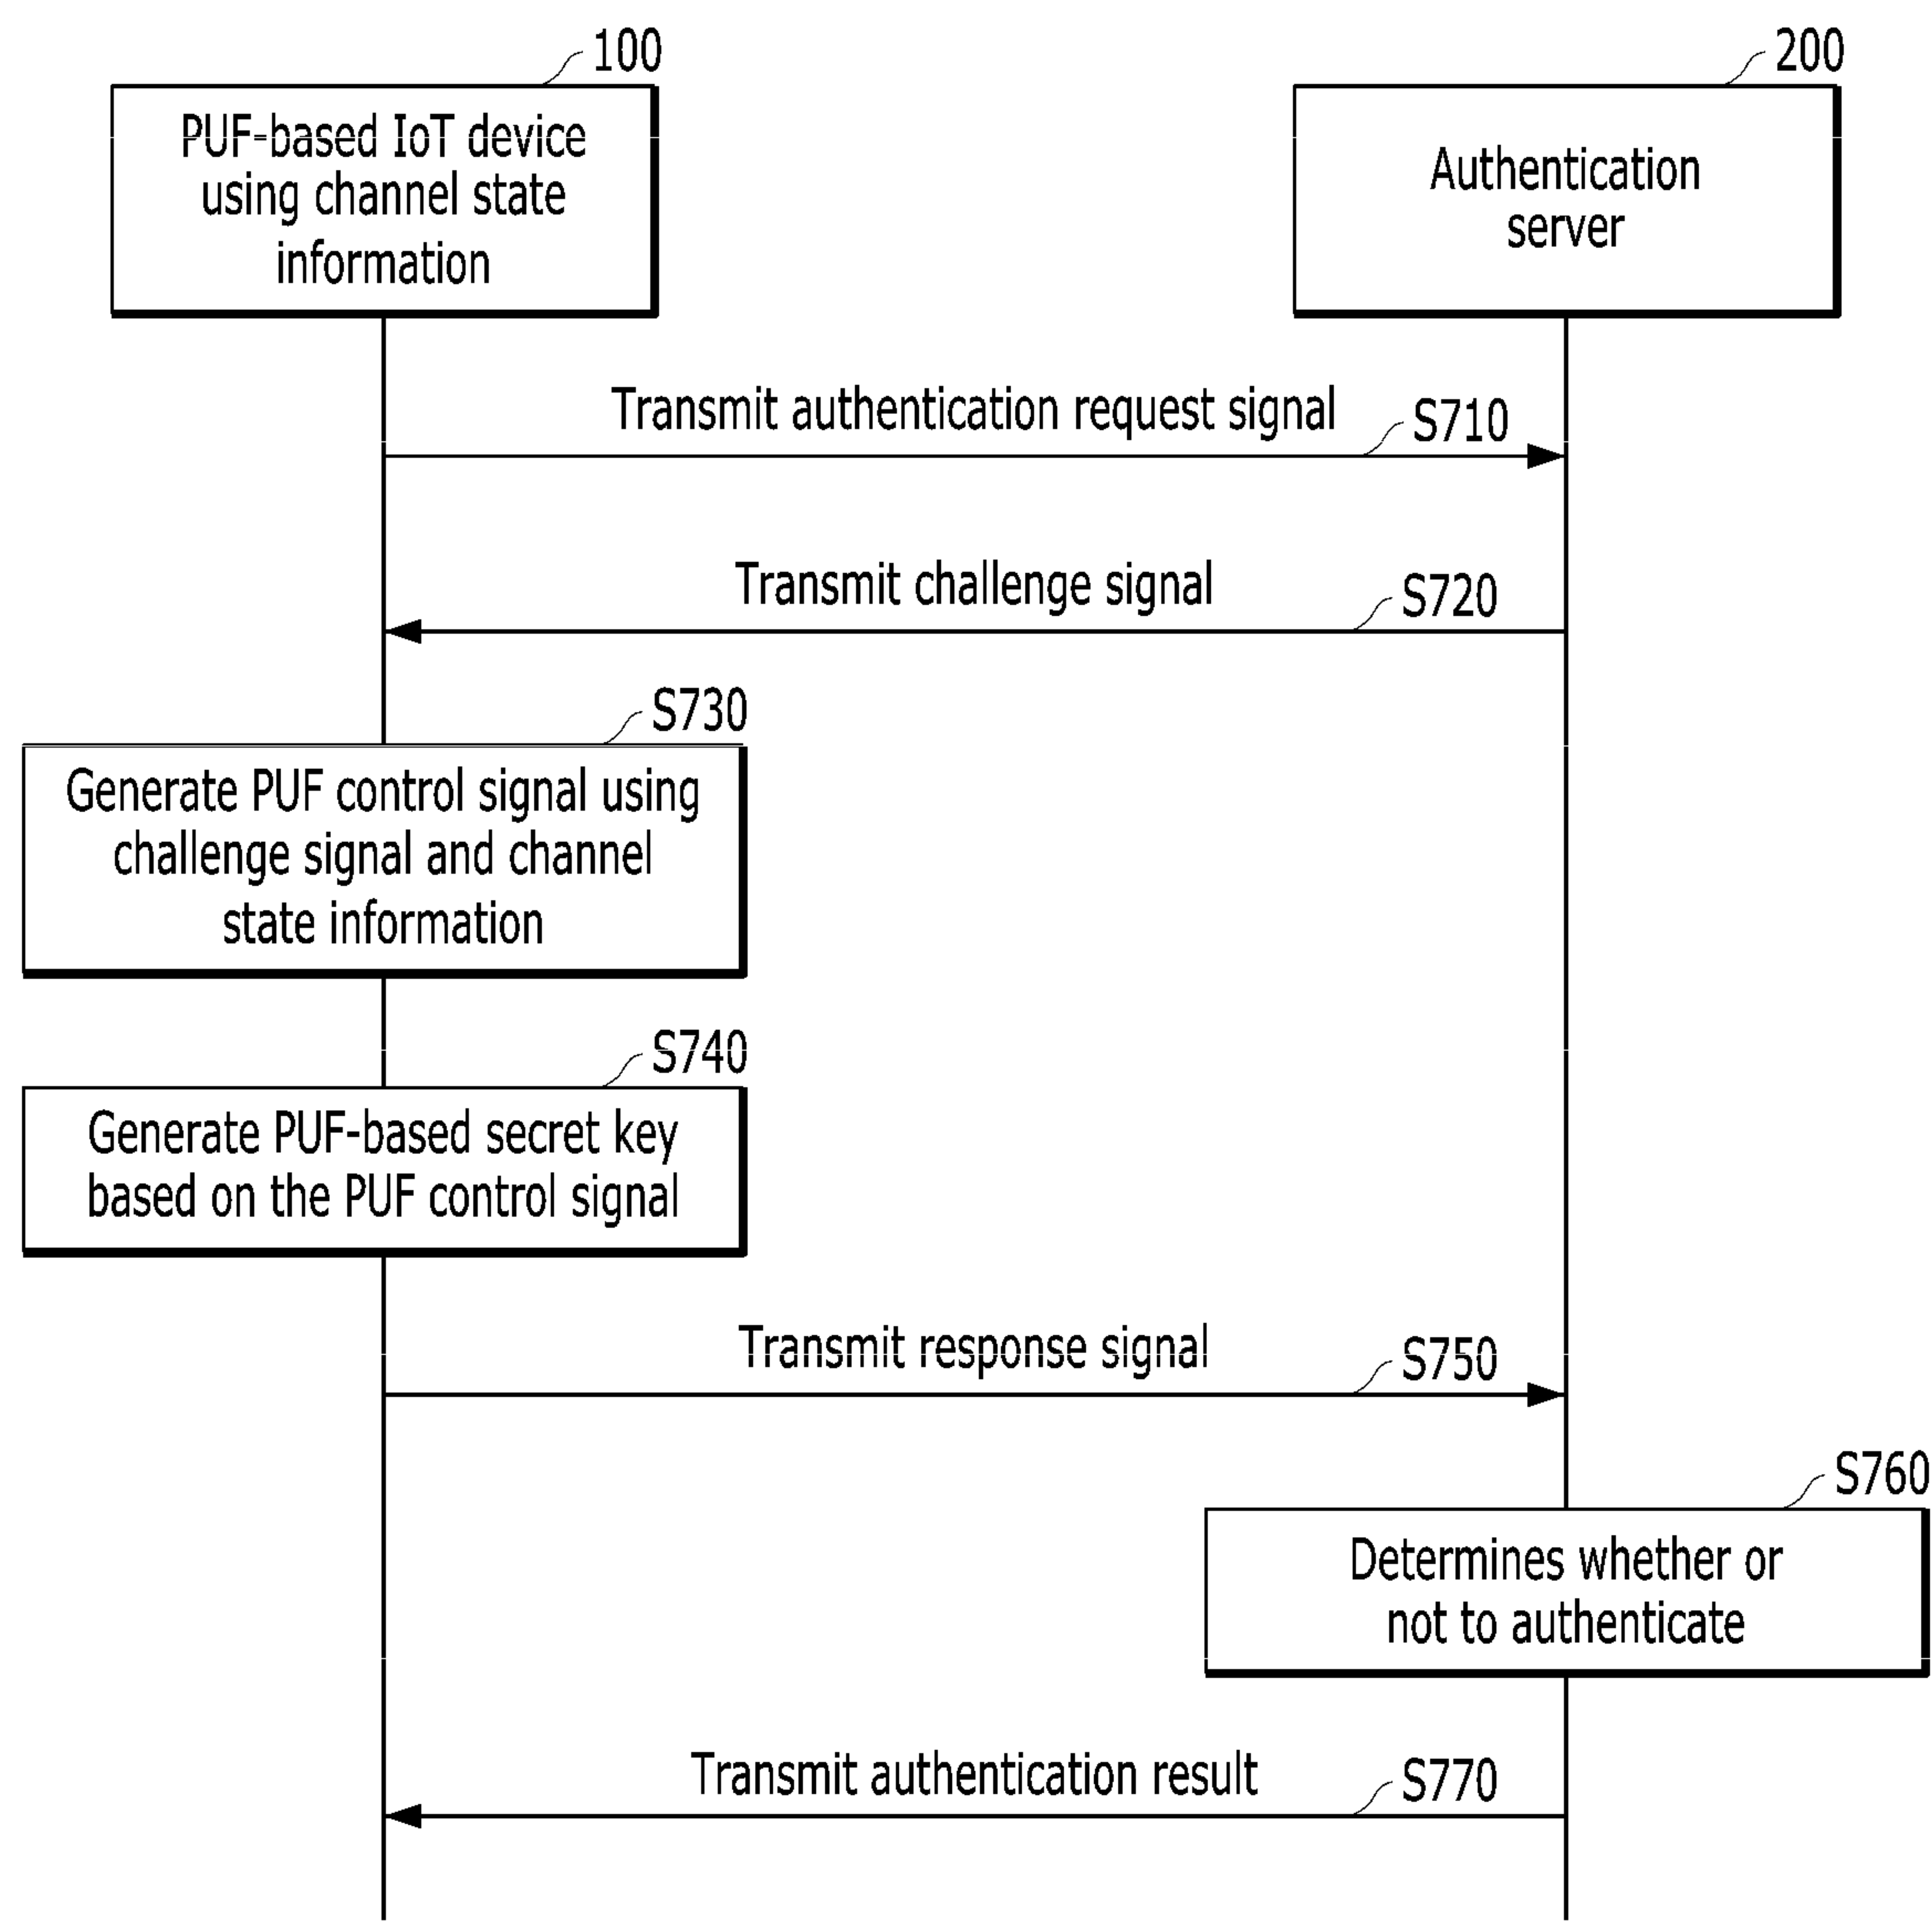 100
PUF-based IoT device
using channel state
information
200
Authentication
server
Transmit authentication request signal
S710
Transmit challenge signal
S720
S730
Generate PUF control signal using
challenge signal and channel
state information
S740
Generate PUF-based secret key
based on the PUF control signal
Transmit response signal
S750
S760
Determines whether or
not to authenticate
Transmit authentication result
S770